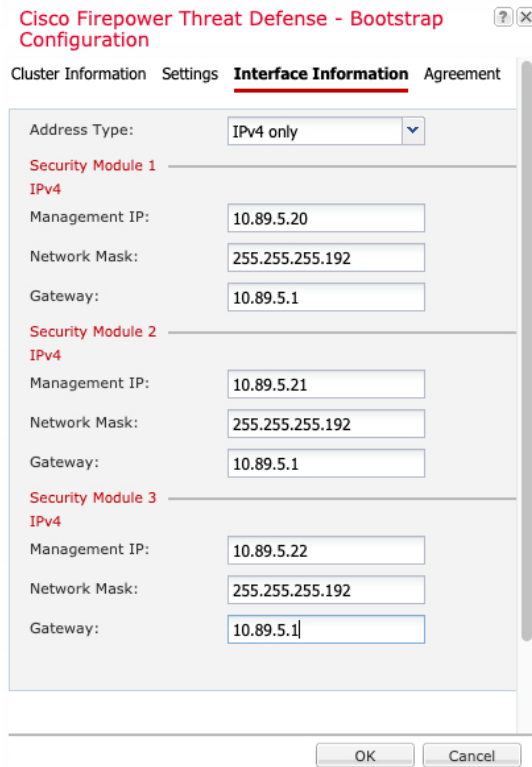 Cisco Firepower Threat Defense - Bootstrap
Configuration
? X
Cluster Information Settings Interface Information Agreement
Address Type: IPv4 only
Security Module 1
IPv4
Management IP: 10.89.5.20
Network Mask: 255.255.255.192
Gateway: 10.89.5.1
Security Module 2
IPv4
Management IP: 10.89.5.21
Network Mask: 255.255.255.192
Gateway: 10.89.5.1
Security Module 3
IPv4
Management IP: 10.89.5.22
Network Mask: 255.255.255.192
Gateway: 10.89.5.1
OK Cancel